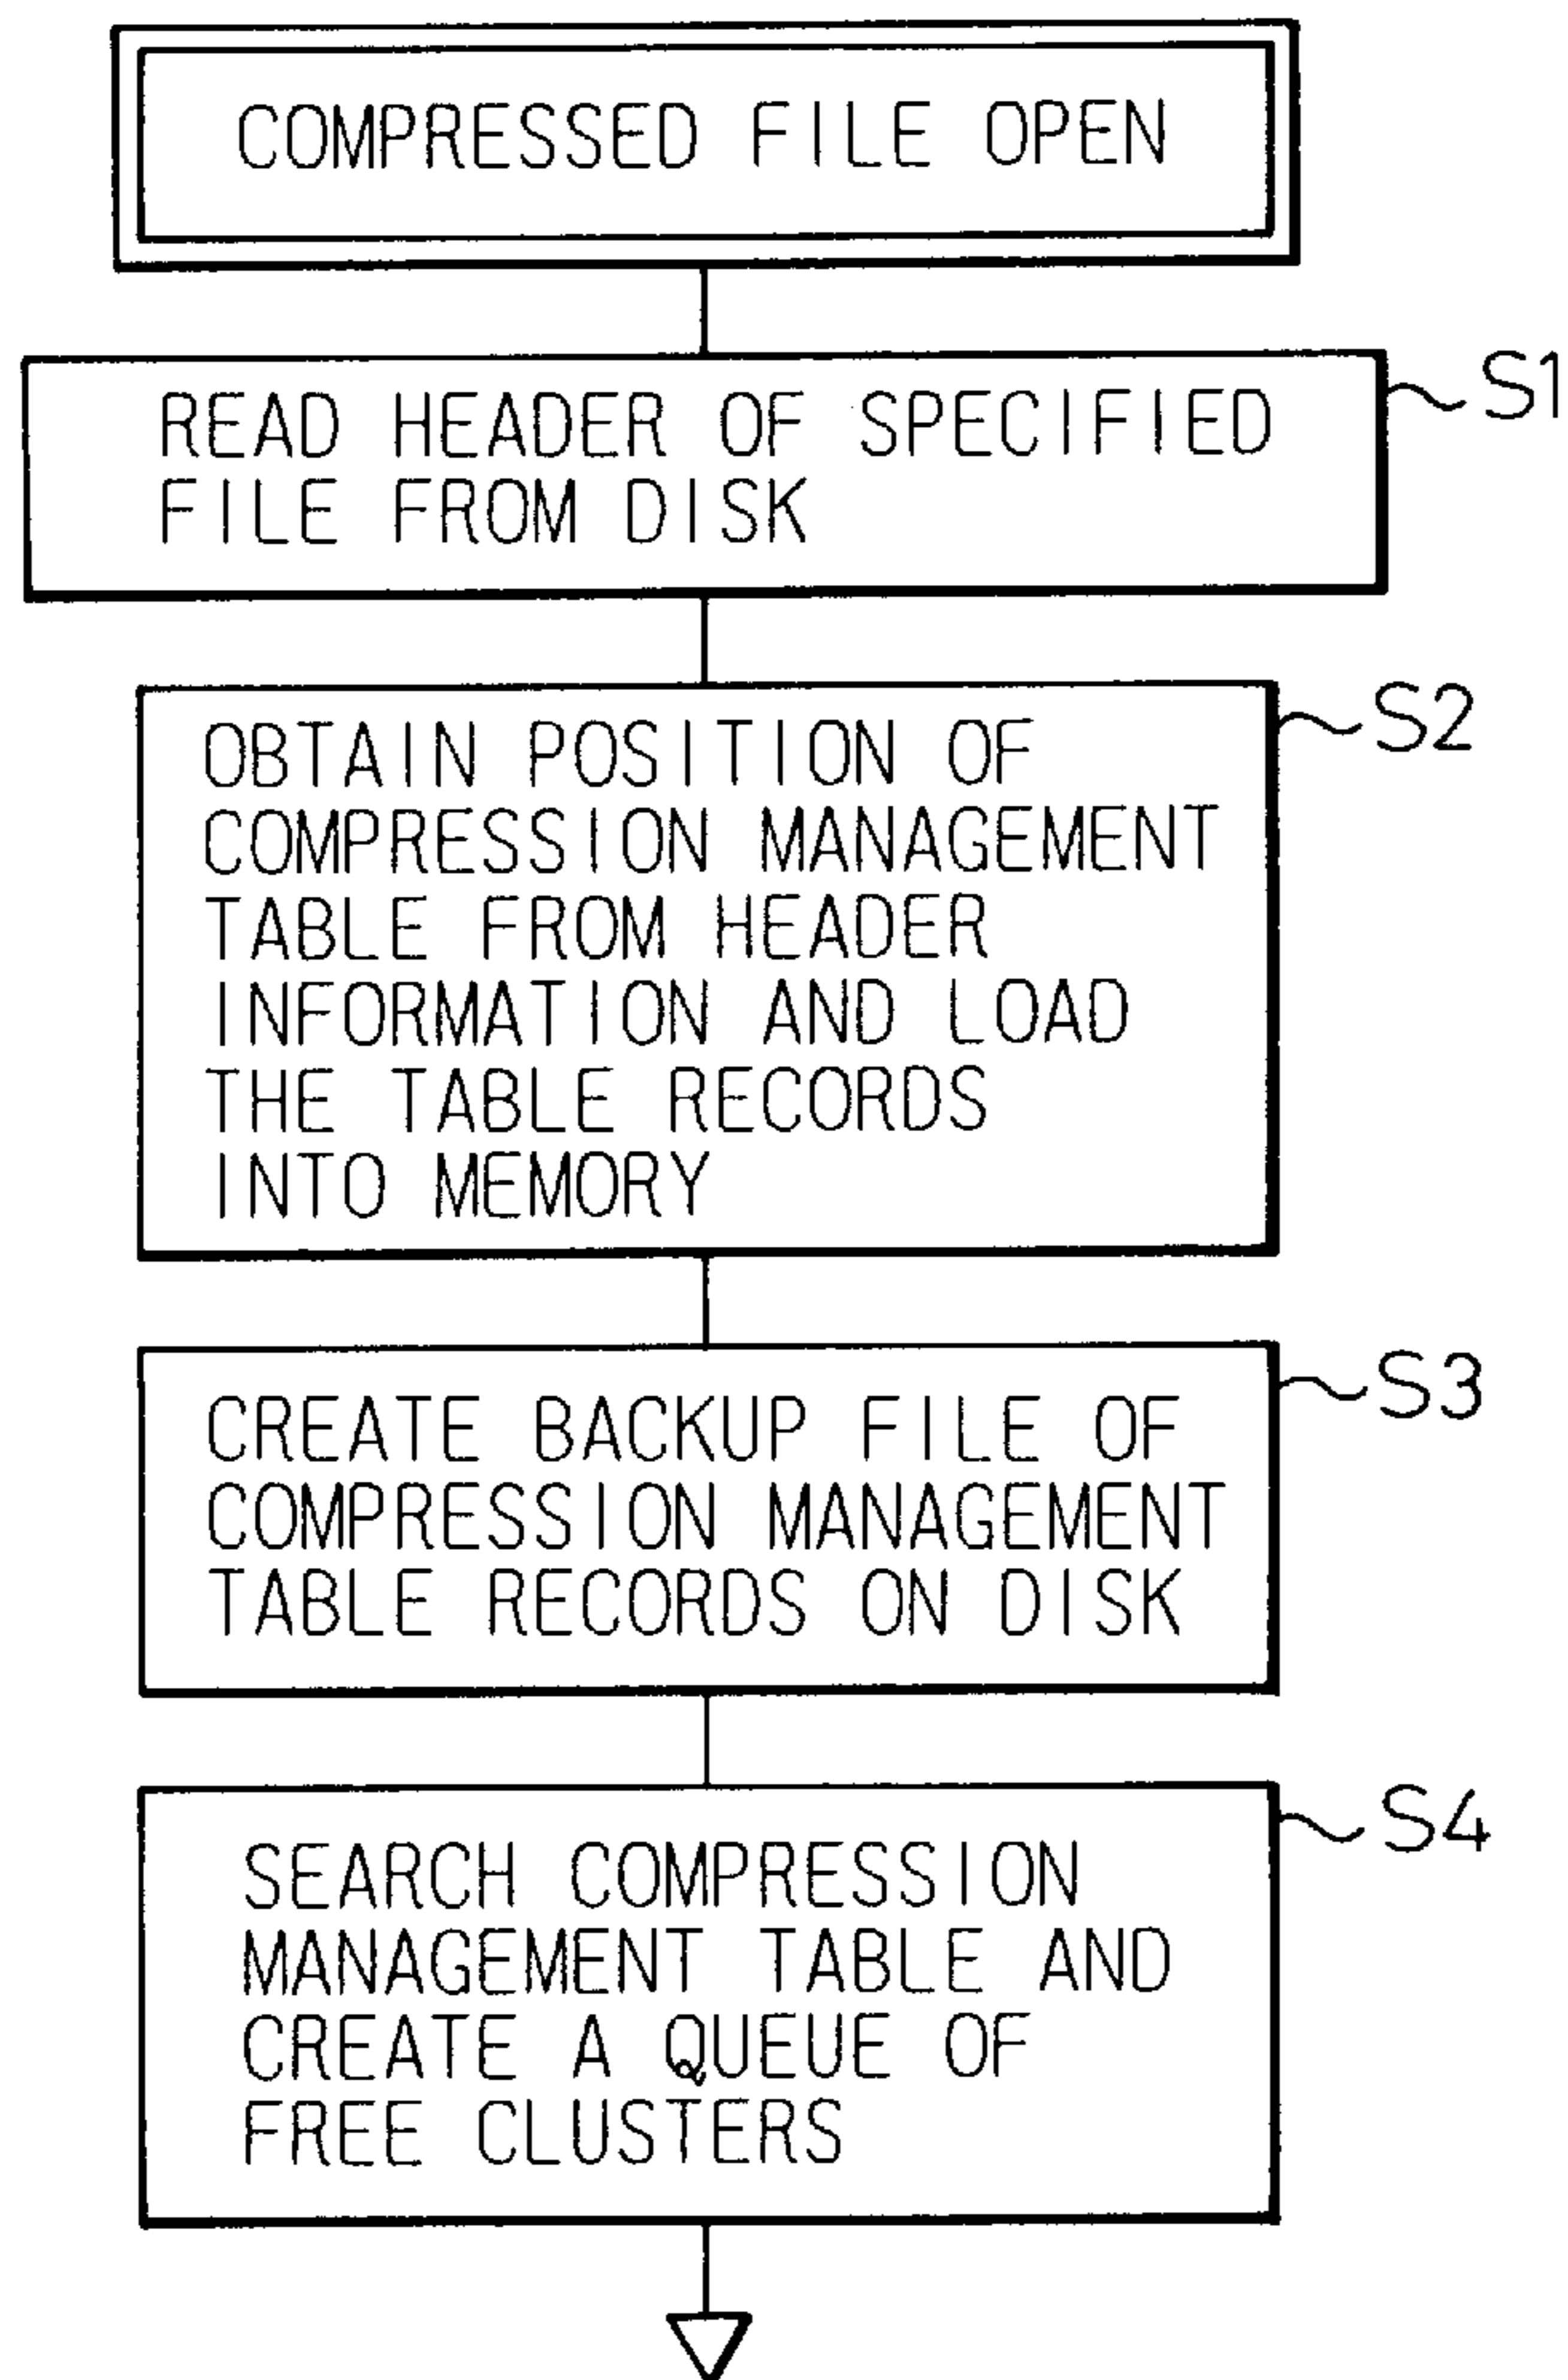 COMPRESSED FILE OPEN
READ HEADER OF SPECIFIED
FILE FROM DISK
S1
OBTAIN POSITION OF
COMPRESSION MANAGEMENT
TABLE FROM HEADER
INFORMATION AND LOAD
THE TABLE RECORDS
INTO MEMORY
S2
CREATE BACKUP FILE OF
COMPRESSION MANAGEMENT
TABLE RECORDS ON DISK
S3
SEARCH COMPRESSION
MANAGEMENT TABLE AND
CREATE A QUEUE OF
FREE CLUSTERS
S4